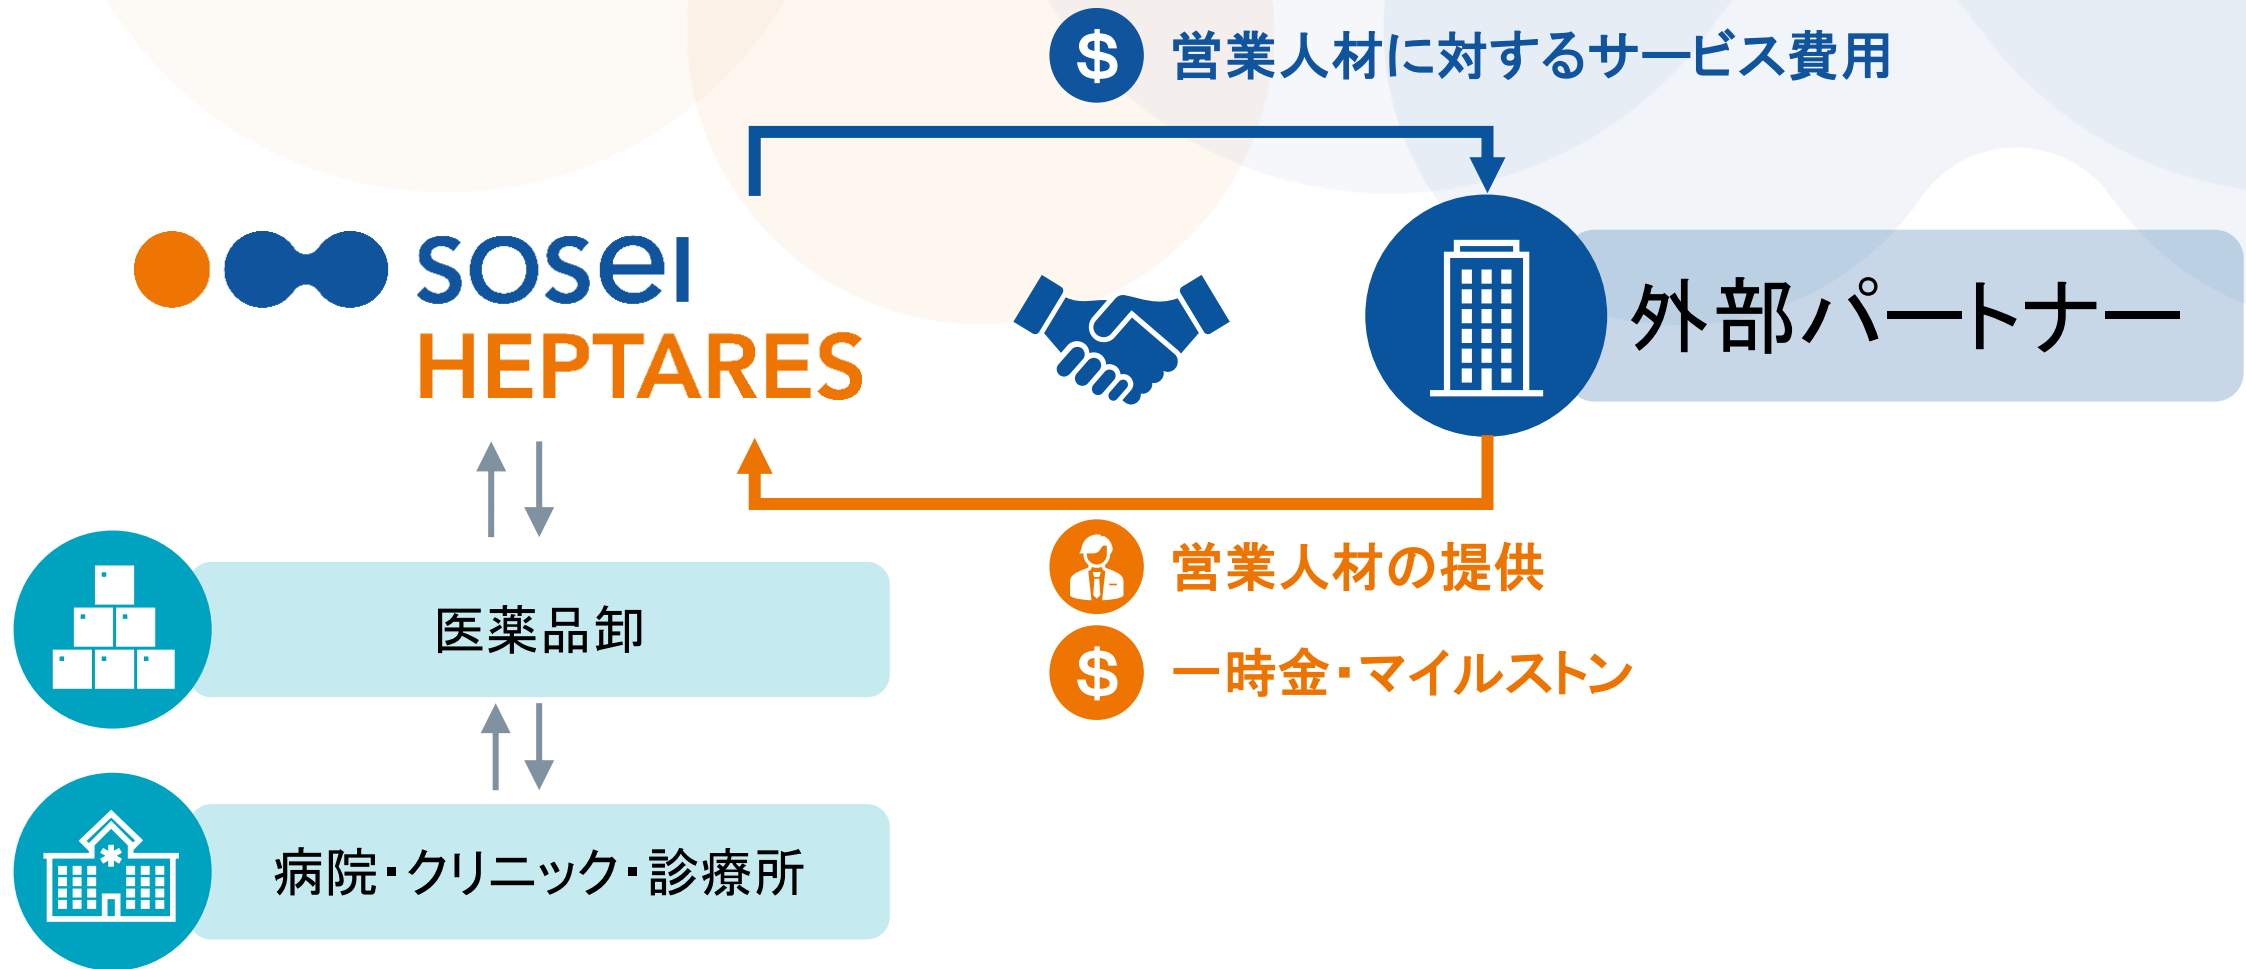 営業人材に対するサービス費用
sosei
HEPTARES
外部パートナー
営業人材の提供
一時金・マイルストン
医薬品卸
病院・クリニック・診療所